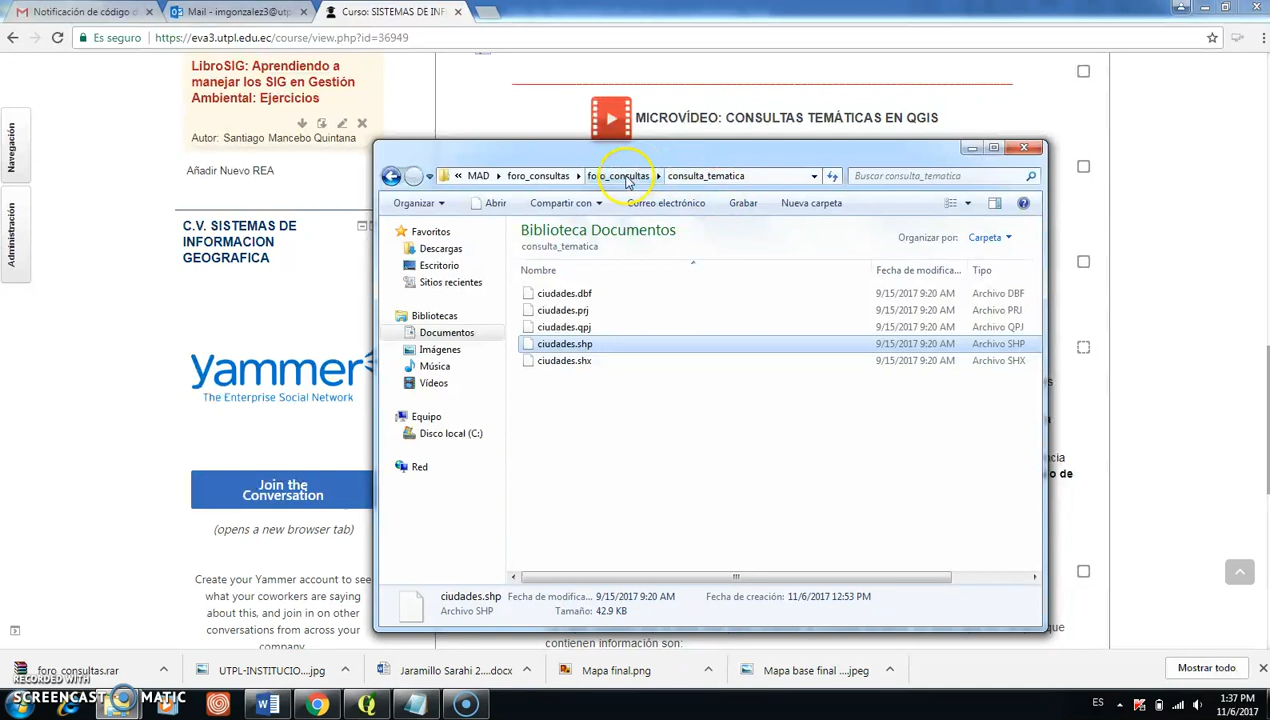 Notificación de código d
Mail - imgonzalez3@utp
Curso: SISTEMAS DE INF
Es seguro
https://eva3.utpl.edu.ec/course/view.php?id=36949
Navegación
Administración
LibroSIG: Aprendiendo a
manejar los SIG en Gestión
Ambiental: Ejercicios
Autor: Santiago Mancebo Quintana
Añadir Nuevo REA
C.V. SISTEMAS DE
INFORMACION
GEOGRAFICA
yammer
The Enterprise Social Network
Join the
Conversation
(opens a new browser tab)
Create your Yammer account to see
what your coworkers are saying
about this, and join in on other
conversations from across your
MICROVÍDEO: CONSULTAS TEMÁTICAS EN QGIS
« MAD
foro_consultas
foro_consultas
consulta_tematica
Buscar consulta_tematica
Organizar
Abrir
Compartir con
Correo electrónico
Grabar
Nueva carpeta
Favoritos
Descargas
Escritorio
Sitios recientes
Bibliotecas
Documentos
Imágenes
Música
Vídeos
Equipo
Disco local (C:)
Red
Biblioteca Documentos
consulta_tematica
Organizar por: Carpeta
Nombre
Fecha de modifica...
Tipo
ciudades.dbf 9/15/2017 9:20 AM Archivo DBF
ciudades.prj 9/15/2017 9:20 AM Archivo PRJ
ciudades.qpj 9/15/2017 9:20 AM Archivo QPJ
ciudades.shp 9/15/2017 9:20 AM Archivo SHP
ciudades.shx 9/15/2017 9:20 AM Archivo SHX
ciudades.shp Fecha de modifica... 9/15/2017 9:20 AM Fecha de creación: 11/6/2017 12:53 PM
Archivo SHP Tamaño: 42.9 KB
ncia
o de
contienen información:
foro_consultas.rar
UTPL-INSTITUCIO....jpg
Jaramillo Sarahi 2....docx
Mapa final.png
Mapa base final ....jpeg
Mostrar todo
RECORDED WITH
SCREENCAST MATIC
ES
1:37 PM
11/6/2017